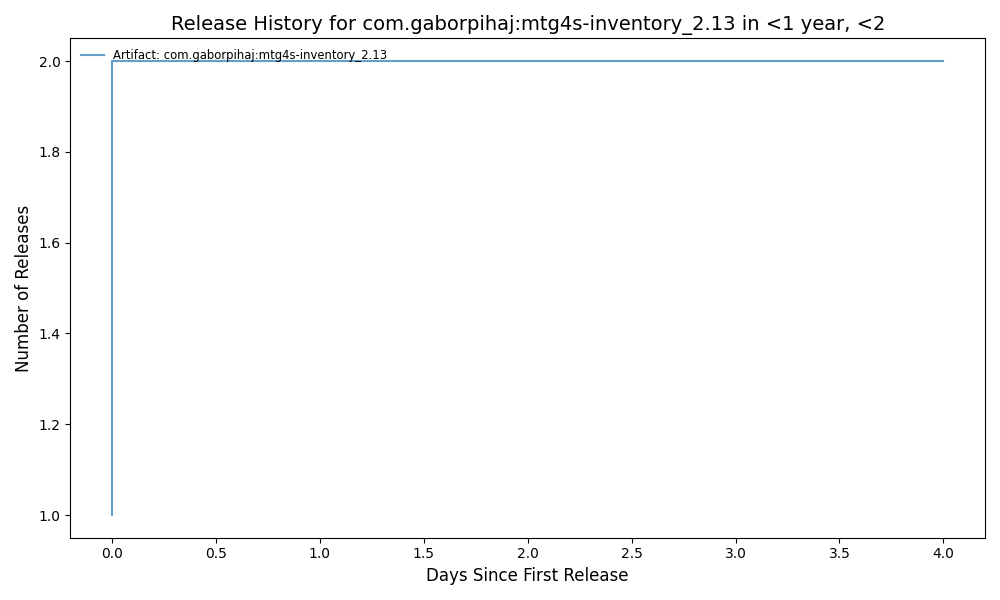 Release History for com.gaborpihaj:mtg4s-inventory_2.13 in <1 year, <2
Artifact: com.gaborpihaj:mtg4s-inventory_2.13
2.0
1.8
1.6
1.4
1.2
1.0
Number of Releases
0.0 0.5 1.0 1.5 2.0 2.5 3.0 3.5 4.0
Days Since First Release